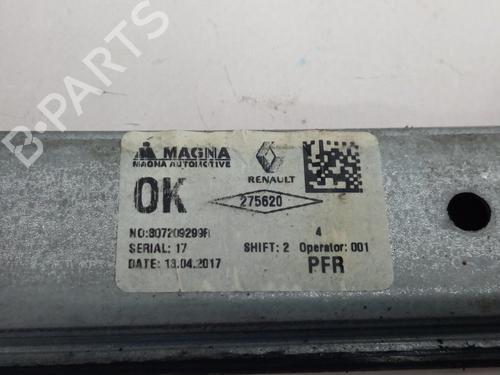 B-PARTS
MAGNA
MAGNA AUTOMOTIVE
RENAULT
OK
275620
NO:807209299R
4
SERIAL: 17
SHIFT: 2 Operator: 001
DATE: 13.04.2017
PFR